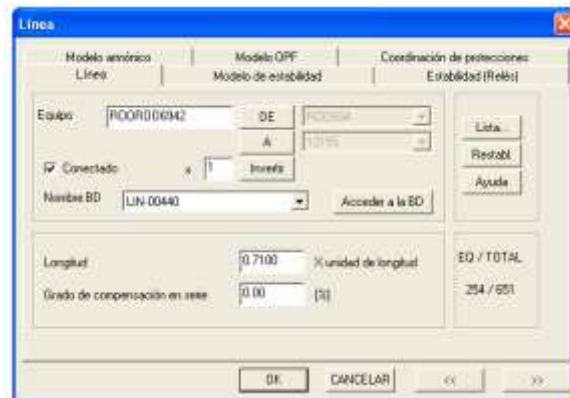 Línea
Modelo armónico Modelo OPF Coordinación de protecciones
Línea Modelo de estabilidad Estabilidad (Relés)
Equipo DE
A
Conectado x 1 Invertir
Nombre BD LIN-00440 Acceder a la BD
Lista...
Restabl.
Ayuda
Longitud 0.7100 X unidad de longitud
Grado de compensación en serie 0.00 [%]
EQ / TOTAL
254 / 651
OK CANCELAR << >>